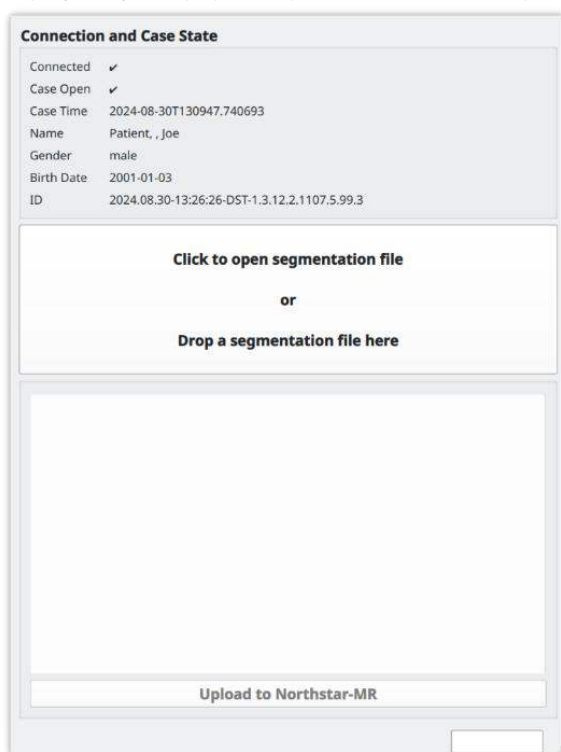 Connection and Case State
Connected ✔
Case Open ✔
Case Time 2024-08-30T130947.740693
Name Patient, , Joe
Gender male
Birth Date 2001-01-03
ID 2024.08.30-13:26:26-DST-1.3.12.2.1107.5.99.3
Click to open segmentation file
or
Drop a segmentation file here
Upload to Northstar-MR